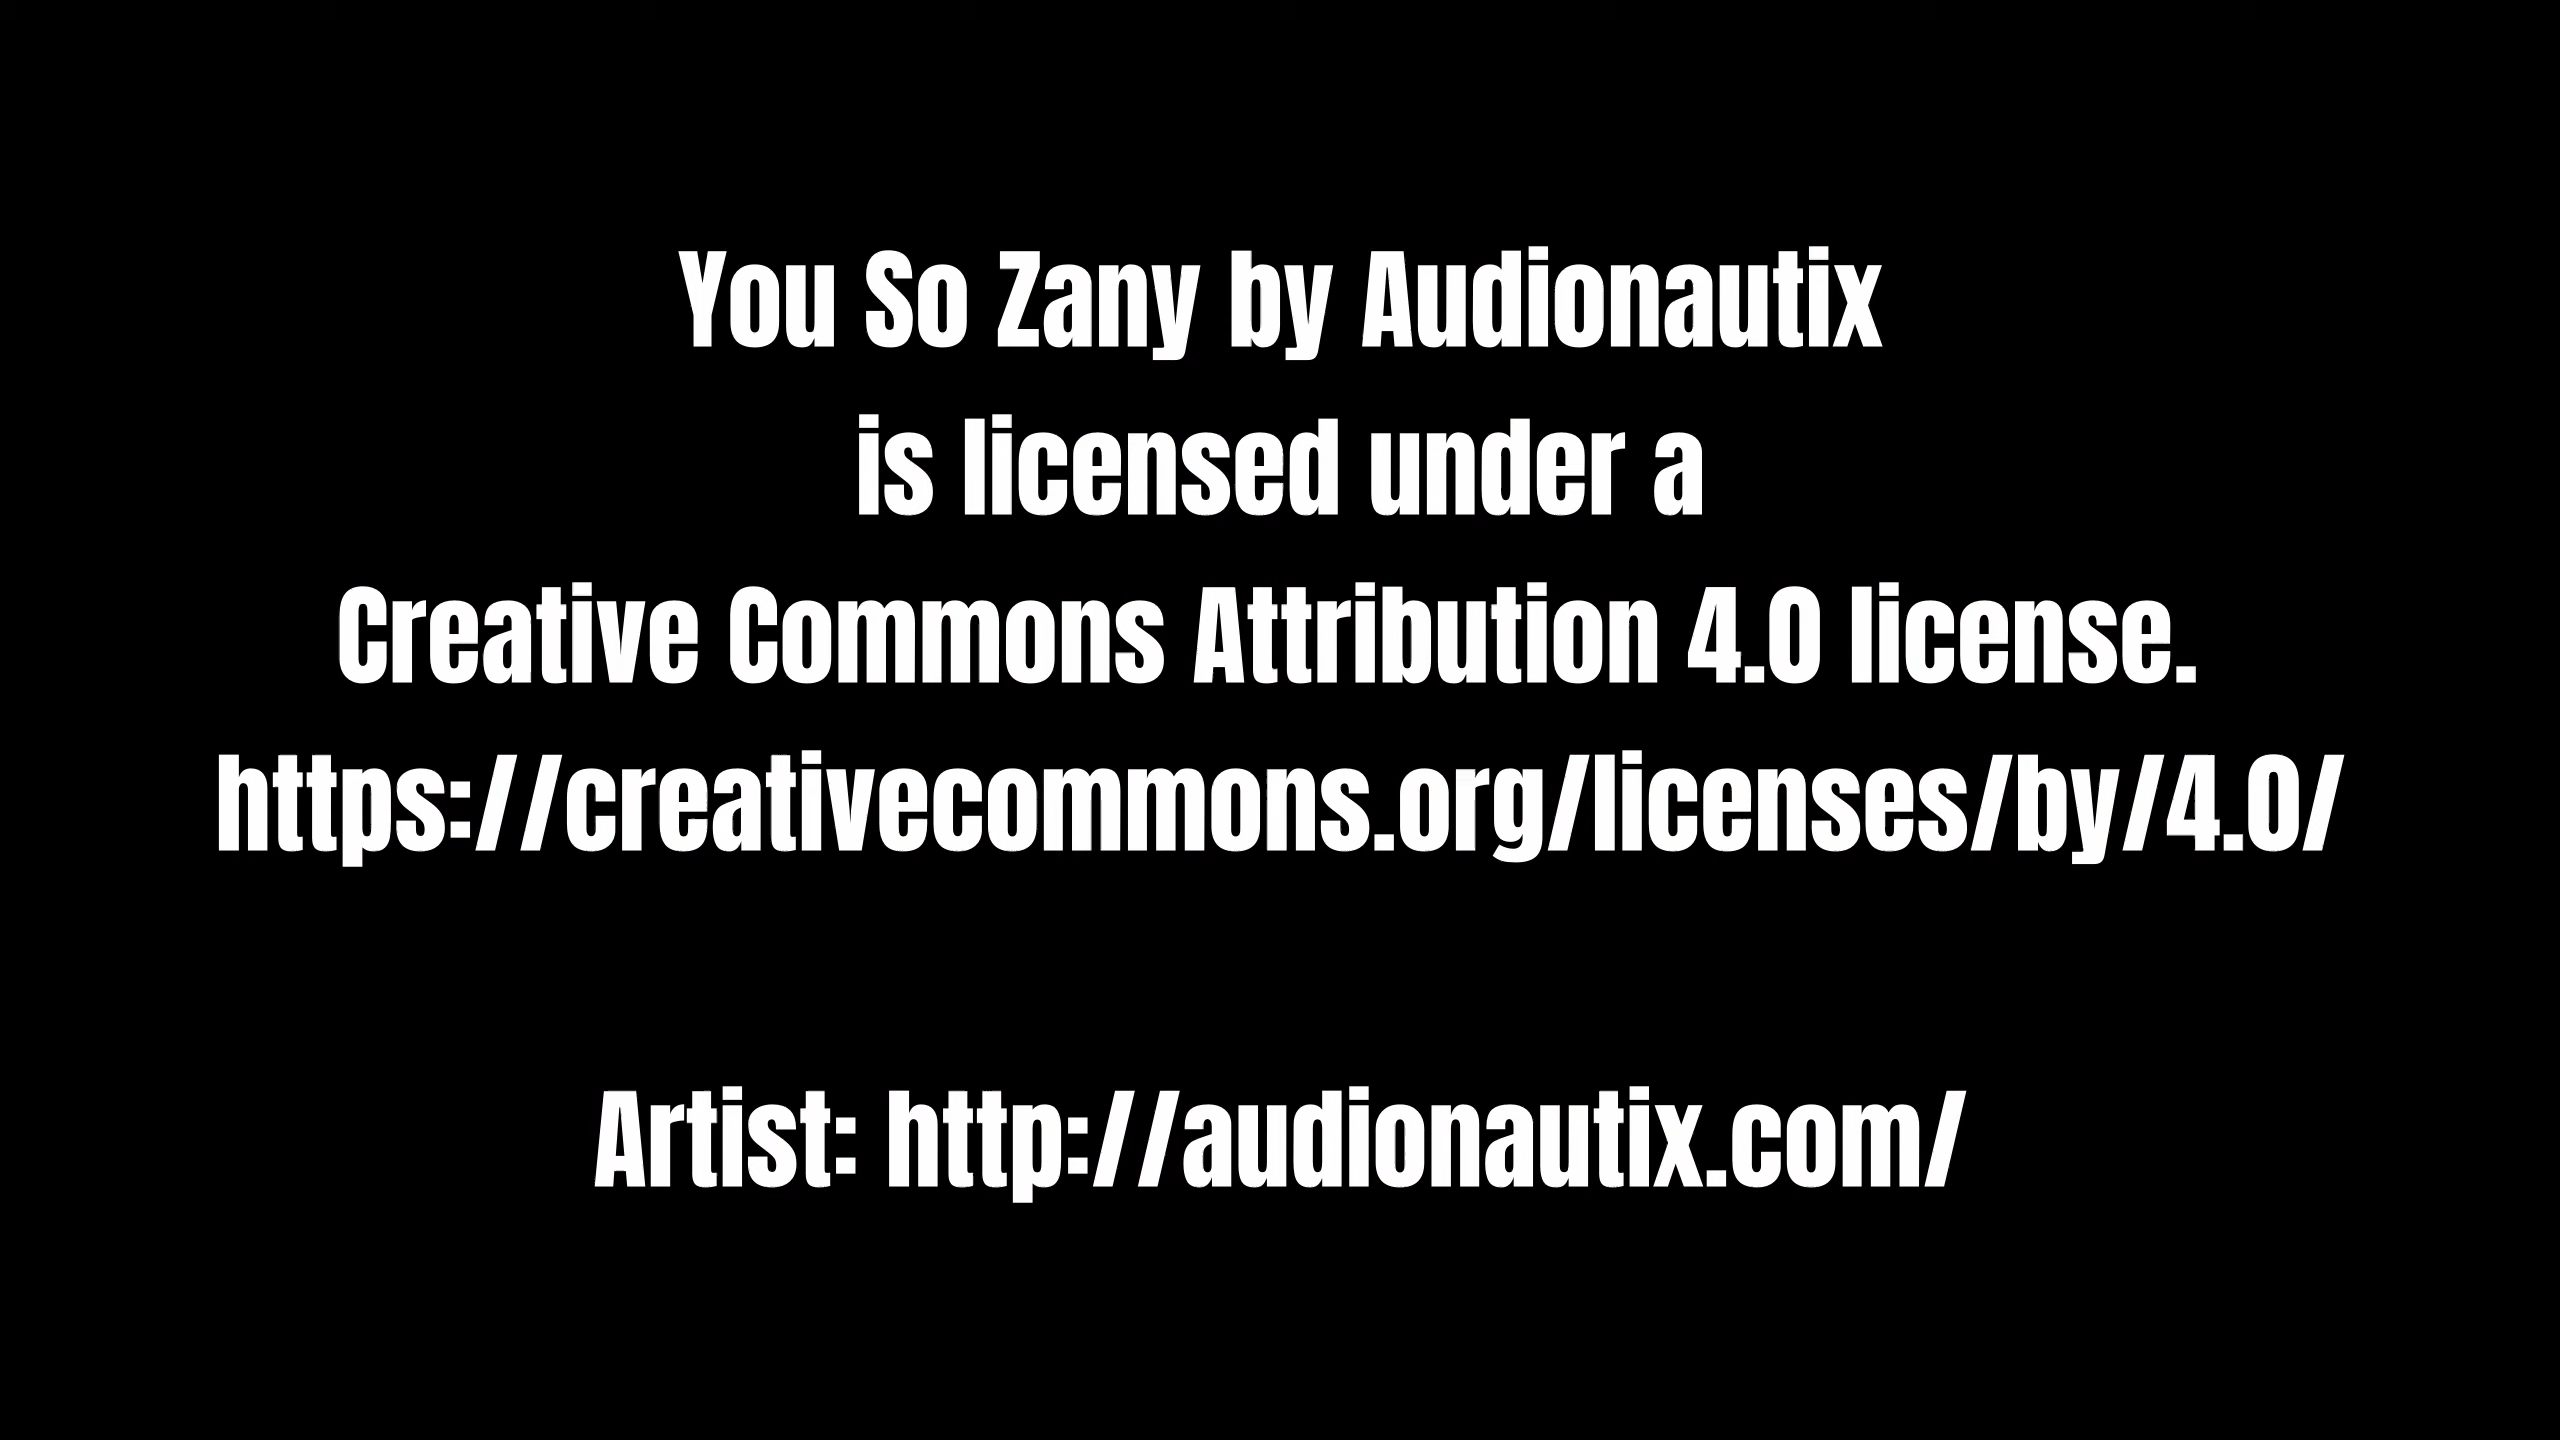 You So Zany by Audionautix
is licensed under a
Creative Commons Attribution 4.0 license.
https://creativecommons.org/licenses/by/4.0/
Artist: http://audionautix.com/